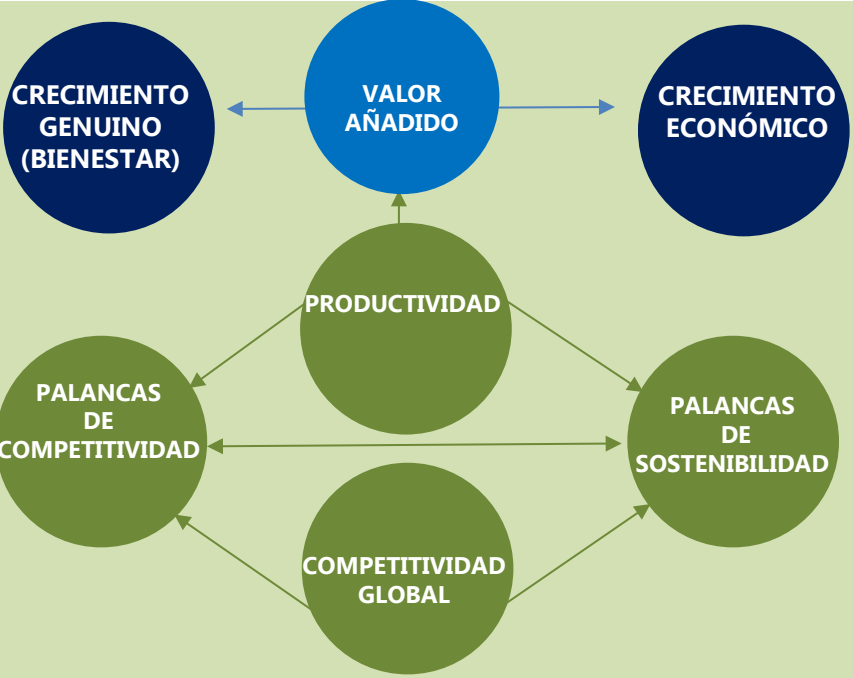 CRECIMIENTO
GENUINO
(BIENESTAR)
VALOR
AÑADIDO
CRECIMIENTO
ECONÓMICO
PRODUCTIVIDAD
PALANCAS
DE
COMPETITIVIDAD
PALANCAS
DE
SOSTENIBILIDAD
COMPETITIVIDAD
GLOBAL